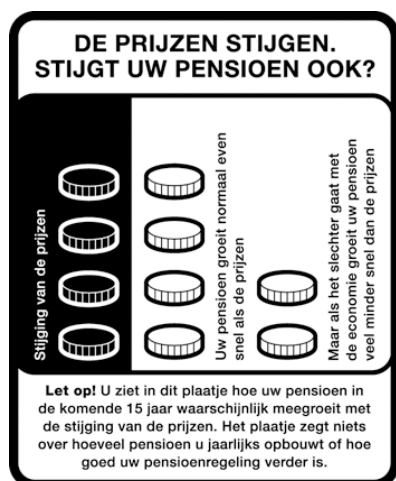 DE PRIJZEN STIJGEN.
STIJGT UW PENSIOEN OOK?
Stijging van de prijzen
Uw pensioen groeit normaal even
snel als de prijzen
Maar als het slechter gaat met
de economie groeit uw pensioen
veel minder snel dan de prijzen
Let op! U ziet in dit plaatje hoe uw pensioen in
de komende 15 jaar waarschijnlijk meegroeit met
de stijging van de prijzen. Het plaatje zegt niets
over hoeveel pensioen u jaarlijks opbouwt of hoe
goed uw pensioenregeling verder is.